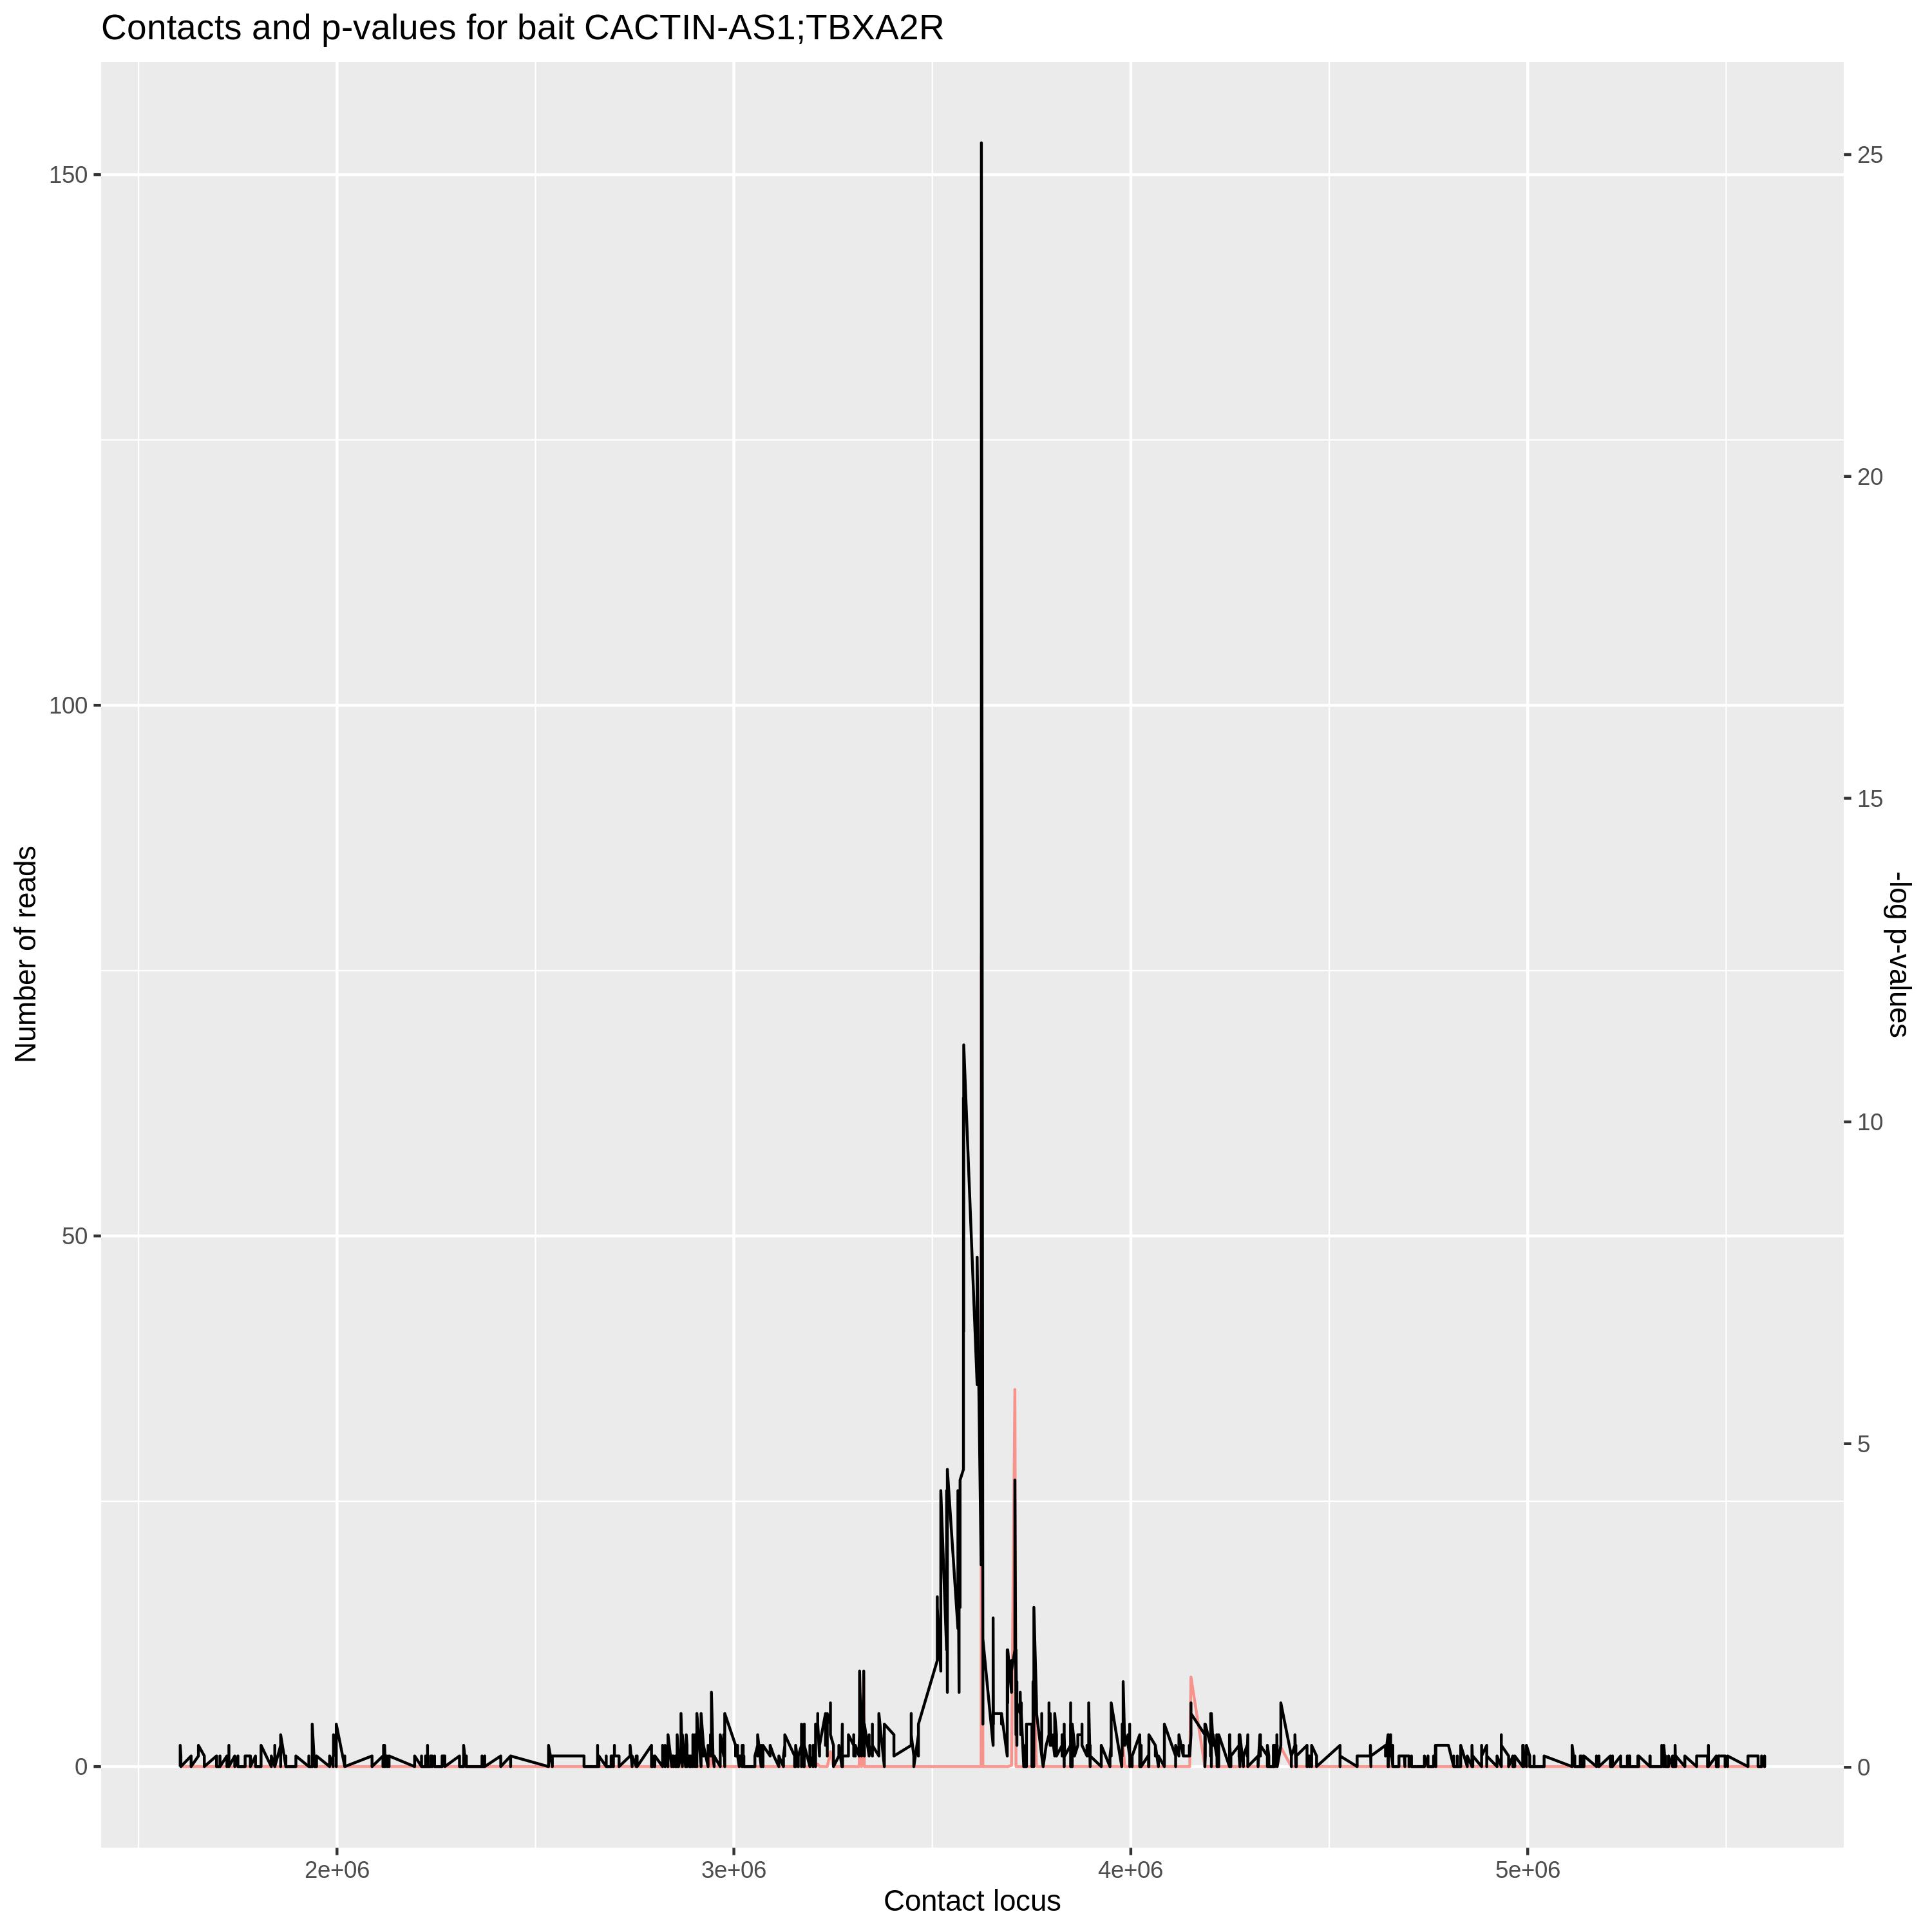 Contacts and p-values for bait CACTIN-AS1;TBXA2R
150
100
50
0
Number of reads
25
20
15
10
5
0
-log p-values
2e+06
3e+06
4e+06
5e+06
Contact locus